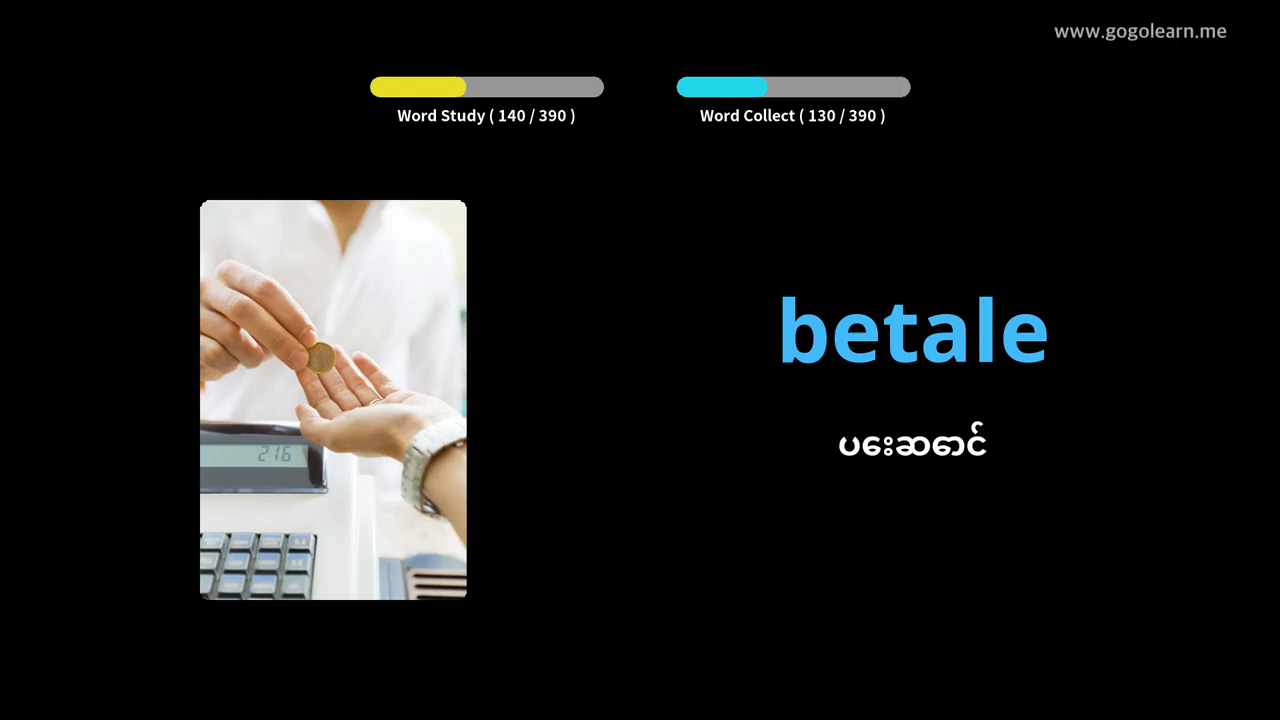 www.gogolearn.me
Word Study ( 140 / 390 )
Word Collect ( 130 / 390 )
betale
ပေးဆောင်
216